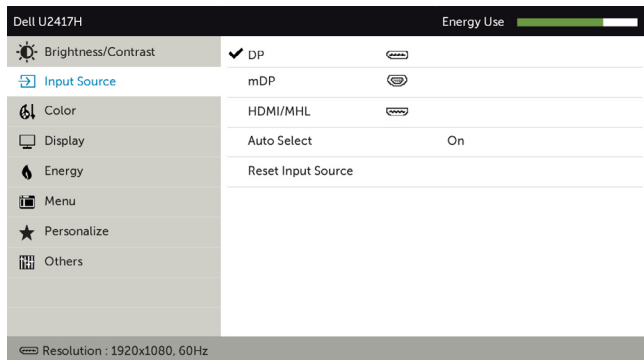 Dell U2417H Energy Use
Brightness/Contrast
Input Source
Color
Display
Energy
Menu
Personalize
Others
DP
mDP
HDMI/MHL
Auto Select On
Reset Input Source
Resolution : 1920x1080, 60Hz